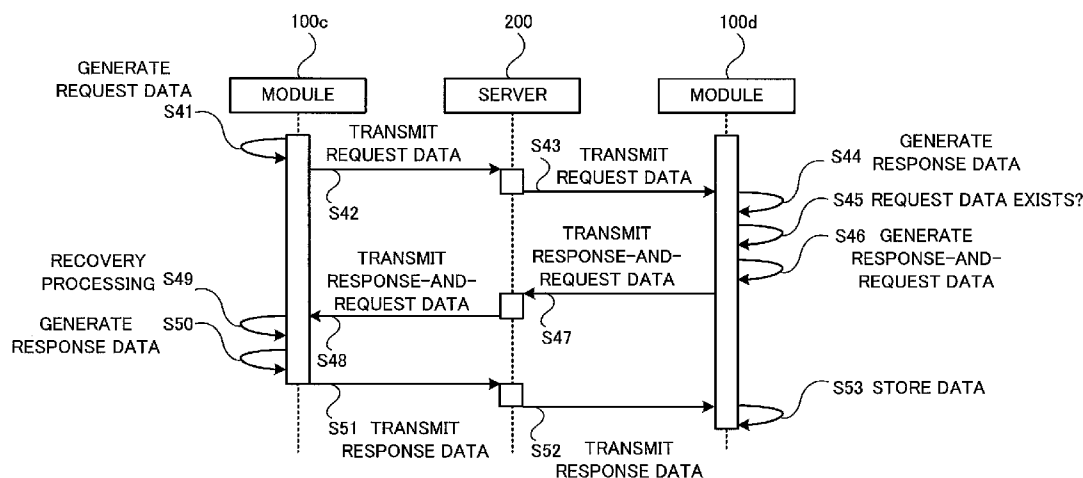 100c
200
100d
GENERATE
REQUEST DATA
MODULE
SERVER
MODULE
S41
TRANSMIT
REQUEST DATA
S42
S43
TRANSMIT
REQUEST DATA
S44
GENERATE
RESPONSE DATA
S45 REQUEST DATA EXISTS?
S46 GENERATE
RESPONSE-AND-
REQUEST DATA
TRANSMIT
RESPONSE-AND-
REQUEST DATA
S47
TRANSMIT
RESPONSE-AND-
REQUEST DATA
S48
RECOVERY
PROCESSING S49
GENERATE S50
RESPONSE DATA
S51 TRANSMIT
RESPONSE DATA
S52 TRANSMIT
RESPONSE DATA
S53 STORE DATA